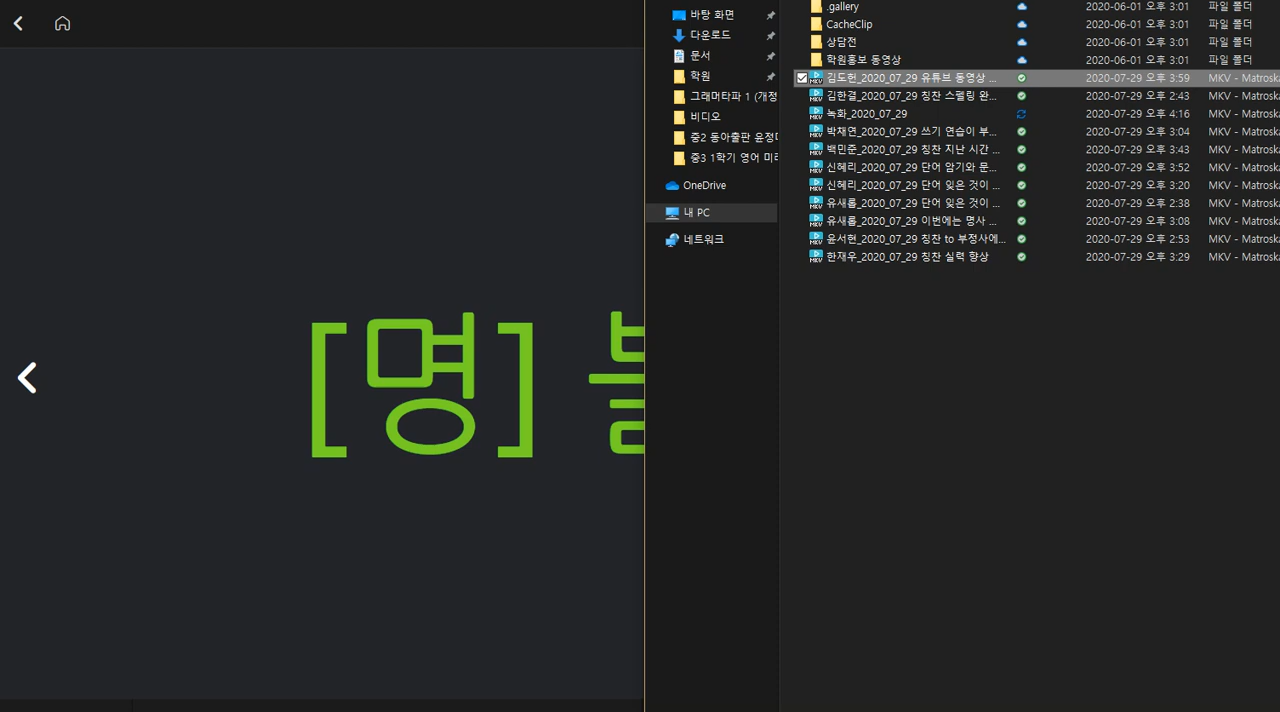 [명]
바탕 화면
다운로드
문서
학원
그래머타파 1 (개정
비디오
중2 동아출판 윤정미
중3 1학기 영어 미래
OneDrive
내 PC
네트워크
.gallery 2020-06-01 오후 3:01 파일 폴더
CacheClip 2020-06-01 오후 3:01 파일 폴더
상담전 2020-06-01 오후 3:01 파일 폴더
학원홍보 동영상 2020-06-01 오후 3:01 파일 폴더
김도헌_2020_07_29 유튜브 동영상 ... 2020-07-29 오후 3:59 MKV - Matroska
김한결_2020_07_29 칭찬 스펠링 완... 2020-07-29 오후 2:43 MKV - Matroska
녹화_2020_07_29 2020-07-29 오후 4:16 MKV - Matroska
박채연_2020_07_29 쓰기 연습이 부... 2020-07-29 오후 3:04 MKV - Matroska
백민준_2020_07_29 칭찬 지난 시간 ... 2020-07-29 오후 3:43 MKV - Matroska
신혜리_2020_07_29 단어 암기와 문... 2020-07-29 오후 3:52 MKV - Matroska
신혜리_2020_07_29 단어 잊은 것이 ... 2020-07-29 오후 3:20 MKV - Matroska
유새롬_2020_07_29 단어 잊은 것이 ... 2020-07-29 오후 2:38 MKV - Matroska
유새롬_2020_07_29 이번에는 명사 ... 2020-07-29 오후 3:08 MKV - Matroska
윤서현_2020_07_29 칭찬 to 부정사에... 2020-07-29 오후 2:53 MKV - Matroska
한재우_2020_07_29 칭찬 실력 향상 2020-07-29 오후 3:29 MKV - Matroska